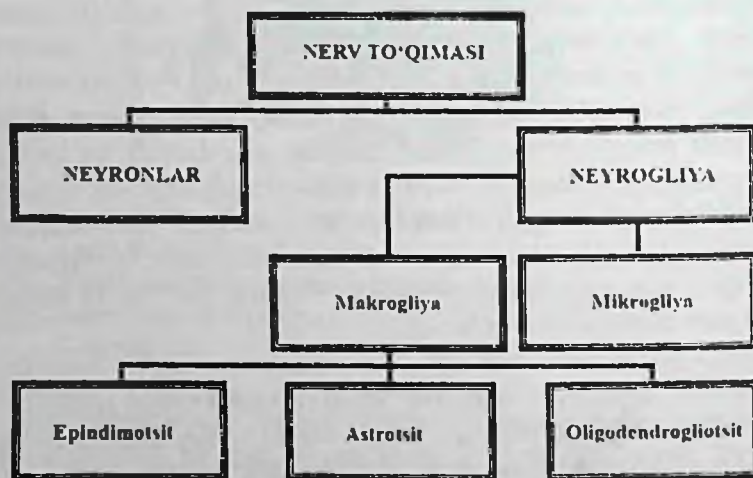 NERV TO‘QIMASI
NEYRONLAR
NEYROGLIYA
Makrogliya
Mikrogliya
Epindimotsit
Astrotsit
Oligodendrogliotsit